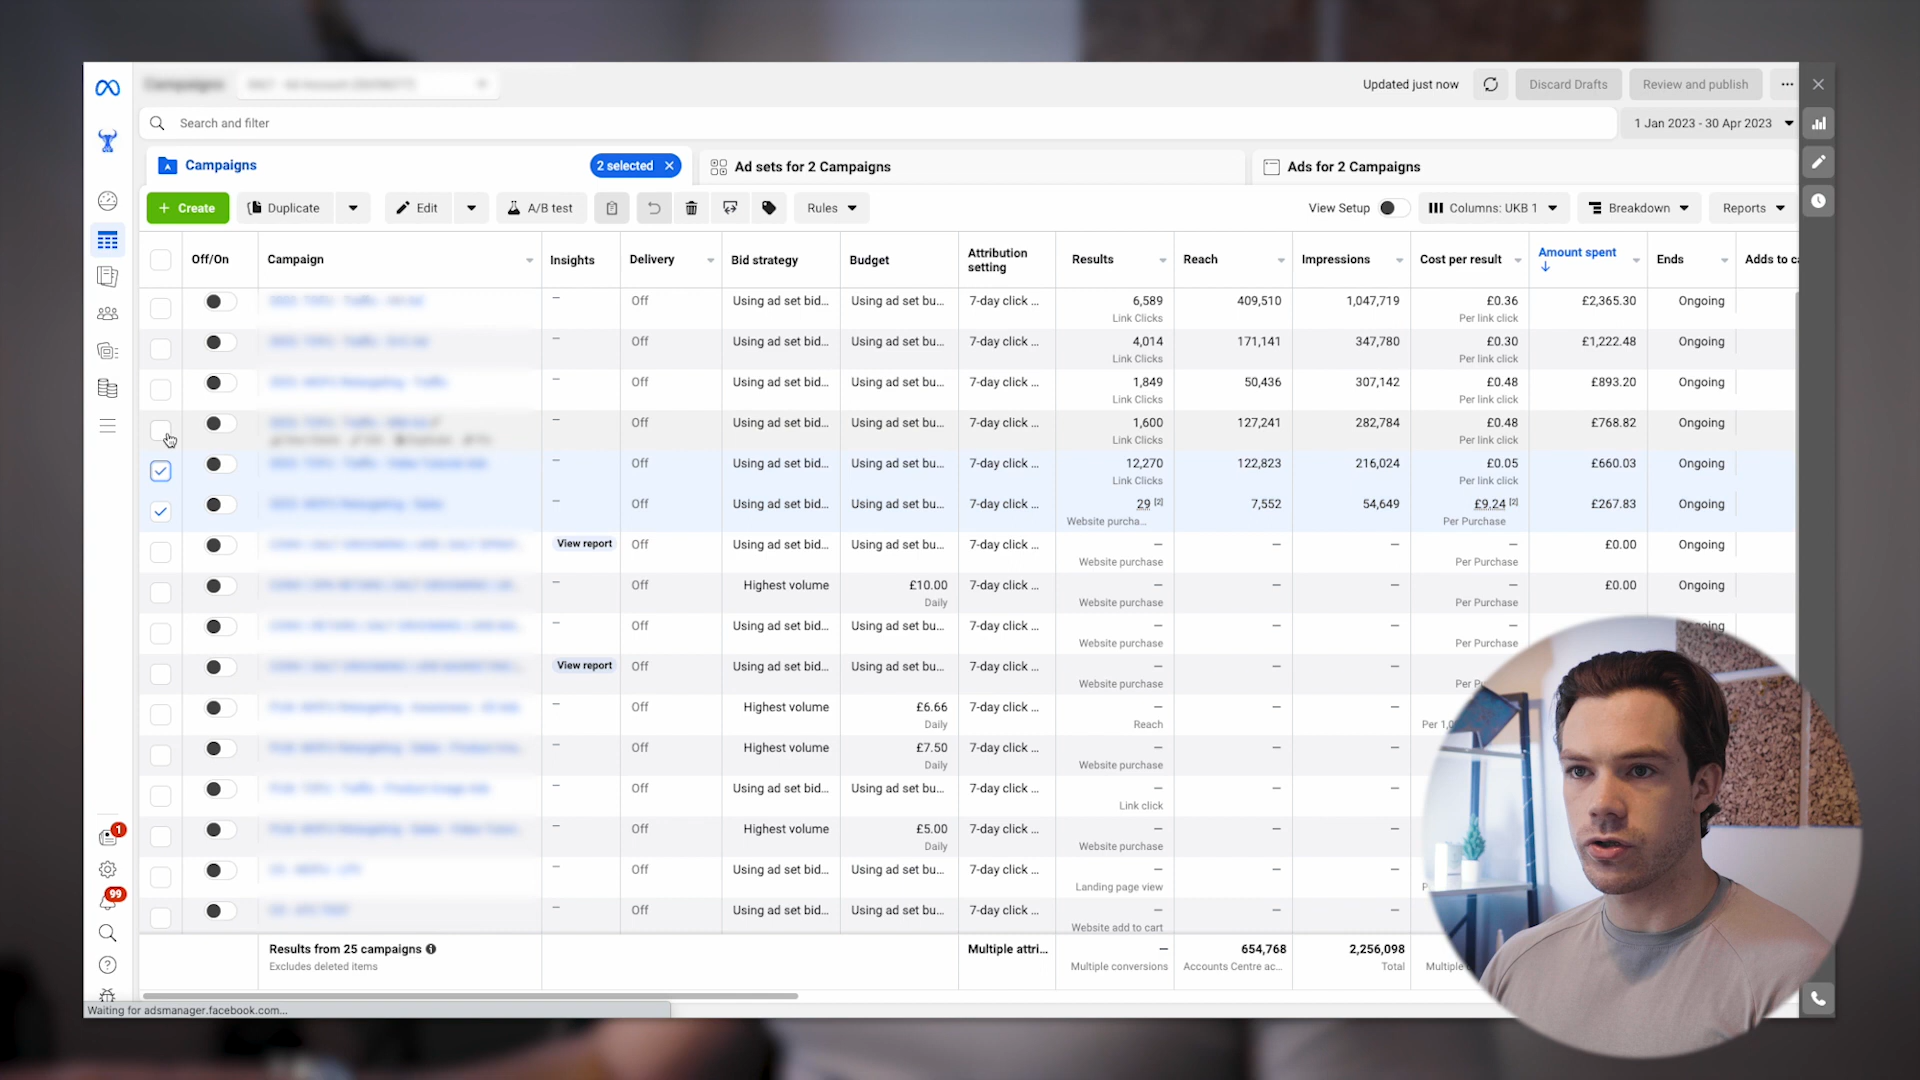 Updated just now
Discard Drafts
Review and publish
Search and filter
1 Jan 2023 - 30 Apr 2023
Campaigns
2 selected
Ad sets for 2 Campaigns
Ads for 2 Campaigns
+ Create
Duplicate
Edit
A/B test
Rules
View Setup
Columns: UKB 1
Breakdown
Reports
Off/On Campaign Insights Delivery Bid strategy Budget Attribution setting Results Reach Impressions Cost per result Amount spent Ends Adds to ca
— Off Using ad set bid... Using ad set bu... 7-day click ... 6,589 409,510 1,047,719 £0.36 £2,365.30 Ongoing
Link Clicks Per link click
— Off Using ad set bid... Using ad set bu... 7-day click ... 4,014 171,141 347,780 £0.30 £1,222.48 Ongoing
Link Clicks Per link click
— Off Using ad set bid... Using ad set bu... 7-day click ... 1,849 50,436 307,142 £0.48 £893.20 Ongoing
Link Clicks Per link click
— Off Using ad set bid... Using ad set bu... 7-day click ... 1,600 127,241 282,784 £0.48 £768.82 Ongoing
Link Clicks Per link click
— Off Using ad set bid... Using ad set bu... 7-day click ... 12,270 122,823 216,024 £0.05 £660.03 Ongoing
Link Clicks Per link click
— Off Using ad set bid... Using ad set bu... 7-day click ... 29 [2] 7,552 54,649 £9.24 [2] £267.83 Ongoing
Website purcha... Per Purchase
View report Off Using ad set bid... Using ad set bu... 7-day click ... — — — — £0.00 Ongoing
Website purchase Per Purchase
— Off Highest volume £10.00 7-day click ... — — — — £0.00 Ongoing
Daily Website purchase Per Purchase
— Off Using ad set bid... Using ad set bu... 7-day click ... — — — —
Website purchase Per Purchase
View report Off Using ad set bid... Using ad set bu... 7-day click ... — — —
Website purchase Per P
— Off Highest volume £6.66 7-day click ... — — —
Daily Reach Per 1,0
— Off Highest volume £7.50 7-day click ... — — —
Daily Website purchase
— Off Using ad set bid... Using ad set bu... 7-day click ... — — —
Link click
— Off Highest volume £5.00 7-day click ... — — —
Daily Website purchase
— Off Using ad set bid... Using ad set bu... 7-day click ... — — —
Landing page view
— Off Using ad set bid... Using ad set bu... 7-day click ... — — —
Website add to cart
Results from 25 campaigns Multiple attri... — 654,768 2,256,098
Excludes deleted items Multiple conversions Accounts Centre ac... Total Multiple
1
99
Waiting for adsmanager.facebook.com...